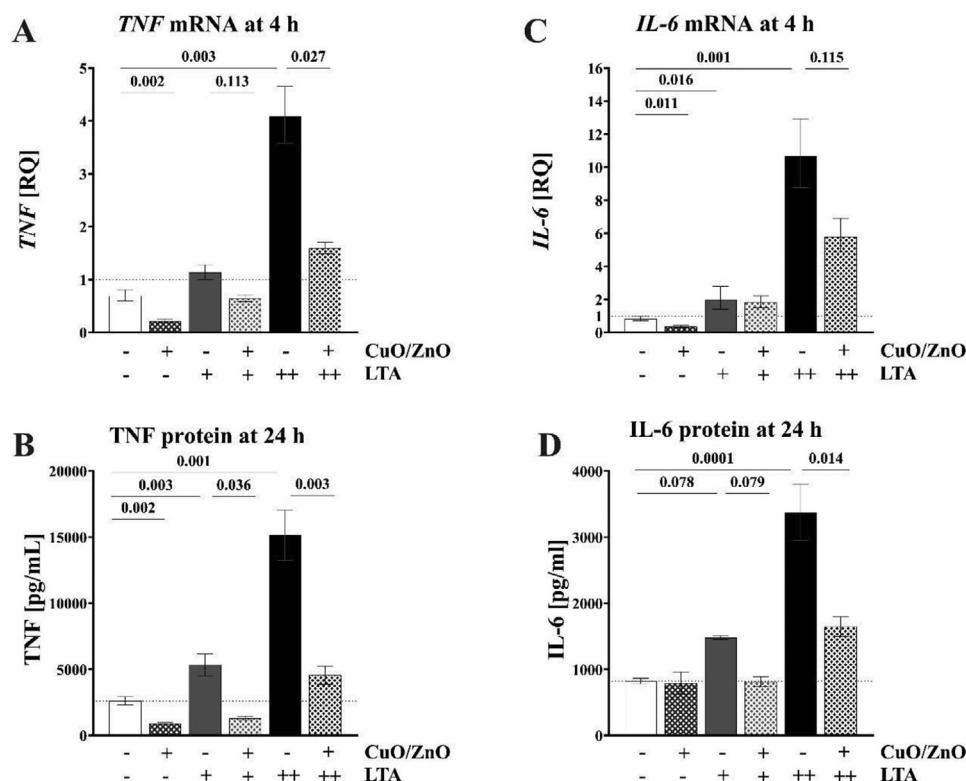 A
TNF mRNA at 4 h
0.003
0.027
0.002
0.113
TNF [RQ]
5
4
3
2
1
0
- + - + - + CuO/ZnO
- - + + ++ ++ LTA
C
IL-6 mRNA at 4 h
0.001
0.115
0.016
0.011
IL-6 [RQ]
16
14
12
10
8
6
4
2
1
0
- + - + - + CuO/ZnO
- - + + ++ ++ LTA
B
TNF protein at 24 h
0.001
0.003
0.036
0.003
0.002
TNF [pg/mL]
20000
15000
10000
5000
0
- + - + - + CuO/ZnO
- - + + ++ ++ LTA
D
IL-6 protein at 24 h
0.0001
0.014
0.078
0.079
IL-6 [pg/ml]
4000
3000
2000
1000
0
- + - + - + CuO/ZnO
- - + + ++ ++ LTA